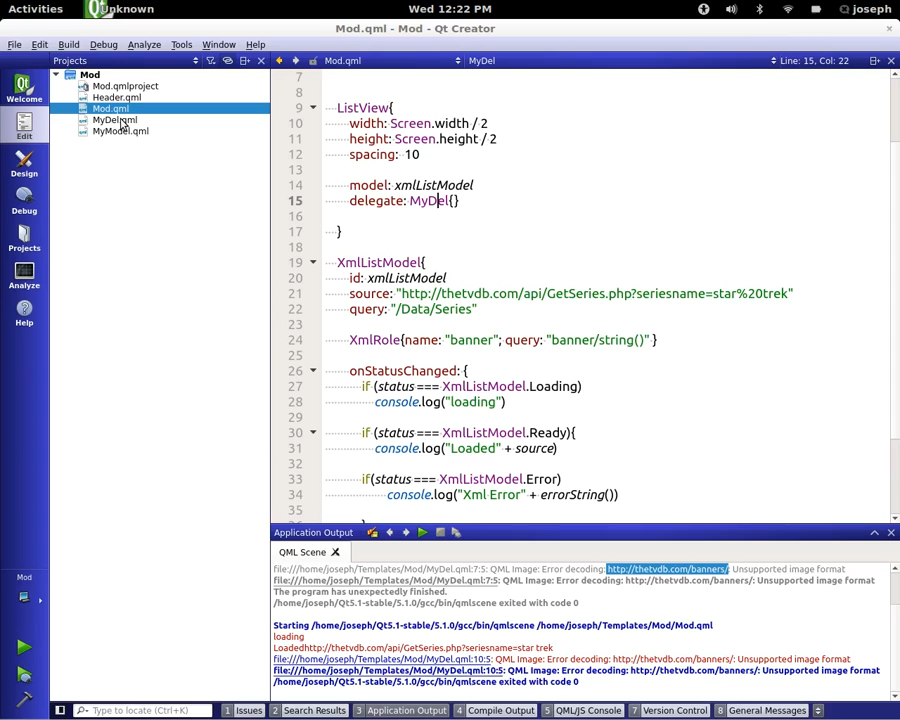 Activities
Unknown
Wed 12:22 PM
joseph
Mod.qml - Mod - Qt Creator
File Edit Build Debug Analyze Tools Window Help
Projects
Mod.qml
MyDel
Line: 15, Col: 22
Welcome
Edit
Design
Debug
Projects
Analyze
Help
Mod
Mod
Mod.qmlproject
Header.qml
Mod.qml
MyDel.qml
MyModel.qml
7
8
9 ListView{
10 width: Screen.width / 2
11 height: Screen.height / 2
12 spacing: 10
13
14 model: xmlListModel
15 delegate: MyDel{}
16
17 }
18
19 XmlListModel{
20 id: xmlListModel
21 source: "http://thetvdb.com/api/GetSeries.php?seriesname=star%20trek"
22 query: "/Data/Series"
23
24 XmlRole{name: "banner"; query: "banner/string()" }
25
26 onStatusChanged: {
27 if (status === XmlListModel.Loading)
28 console.log("loading")
29
30 if (status === XmlListModel.Ready){
31 console.log("Loaded" + source)
32
33 if(status === XmlListModel.Error)
34 console.log("Xml Error" + errorString())
35
Application Output
QML Scene
file:///home/joseph/Templates/Mod/MyDel.qml:7:5: QML Image: Error decoding: http://thetvdb.com/banners/: Unsupported image format
file:///home/joseph/Templates/Mod/MyDel.qml:7:5: QML Image: Error decoding: http://thetvdb.com/banners/: Unsupported image format
The program has unexpectedly finished.
/home/joseph/Qt5.1-stable/5.1.0/gcc/bin/qmlscene exited with code 0
Starting /home/joseph/Qt5.1-stable/5.1.0/gcc/bin/qmlscene /home/joseph/Templates/Mod/Mod.qml
loading
Loadedhttp://thetvdb.com/api/GetSeries.php?seriesname=star trek
file:///home/joseph/Templates/Mod/MyDel.qml:10:5: QML Image: Error decoding: http://thetvdb.com/banners/: Unsupported image format
file:///home/joseph/Templates/Mod/MyDel.qml:10:5: QML Image: Error decoding: http://thetvdb.com/banners/: Unsupported image format
/home/joseph/Qt5.1-stable/5.1.0/gcc/bin/qmlscene exited with code 0
Type to locate (Ctrl+K)
1 Issues
2 Search Results
3 Application Output
4 Compile Output
5 QML/JS Console
7 Version Control
8 General Messages